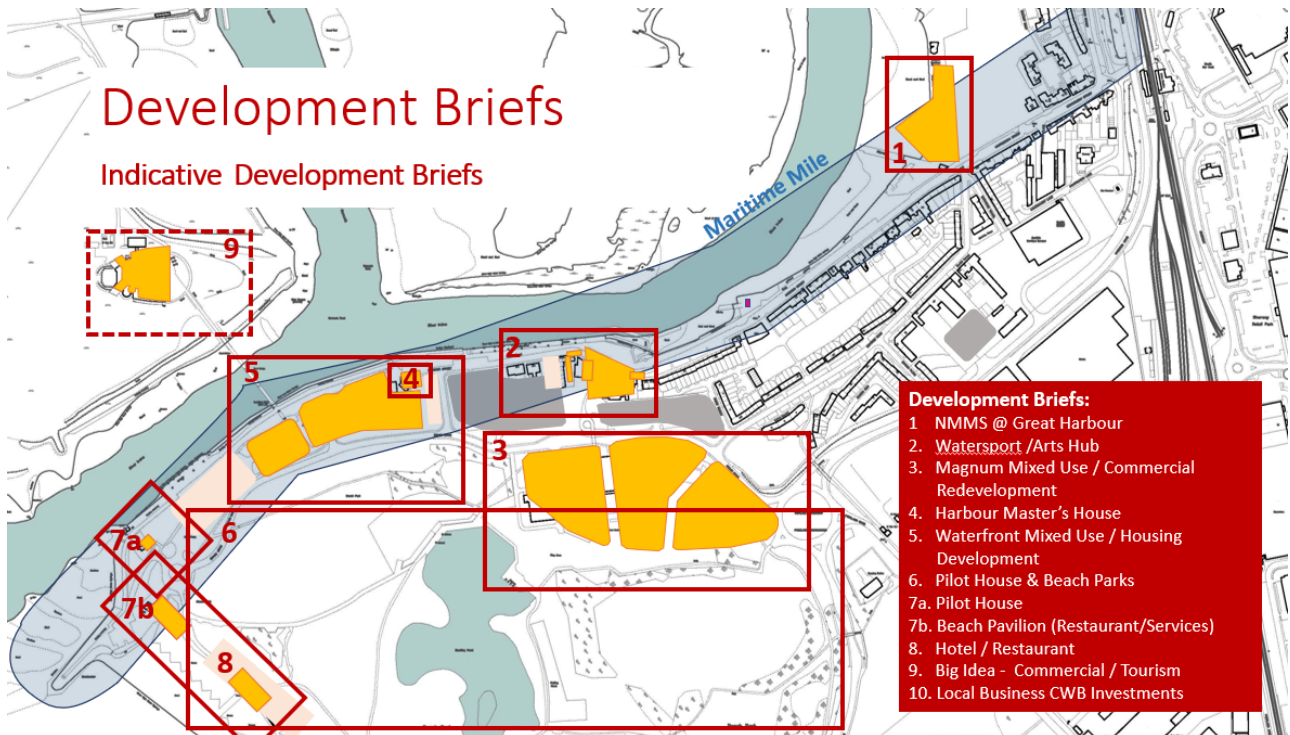 Development Briefs
Indicative Development Briefs
Maritime Mile
1
9
2
5
4
3
6
7a
7b
8
Development Briefs:
1 NMMS @ Great Harbour
2. Watersport /Arts Hub
3. Magnum Mixed Use / Commercial
Redevelopment
4. Harbour Master's House
5. Waterfront Mixed Use / Housing
Development
6. Pilot House & Beach Parks
7a. Pilot House
7b. Beach Pavilion (Restaurant/Services)
8. Hotel / Restaurant
9. Big Idea - Commercial / Tourism
10. Local Business CWB Investments